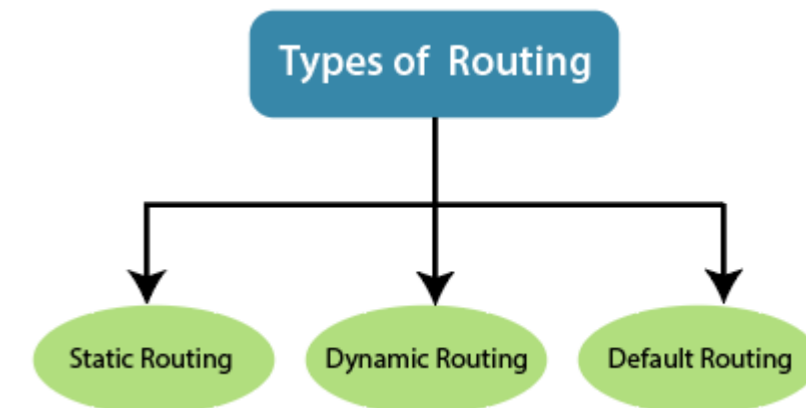 Types of Routing
Static Routing
Dynamic Routing
Default Routing